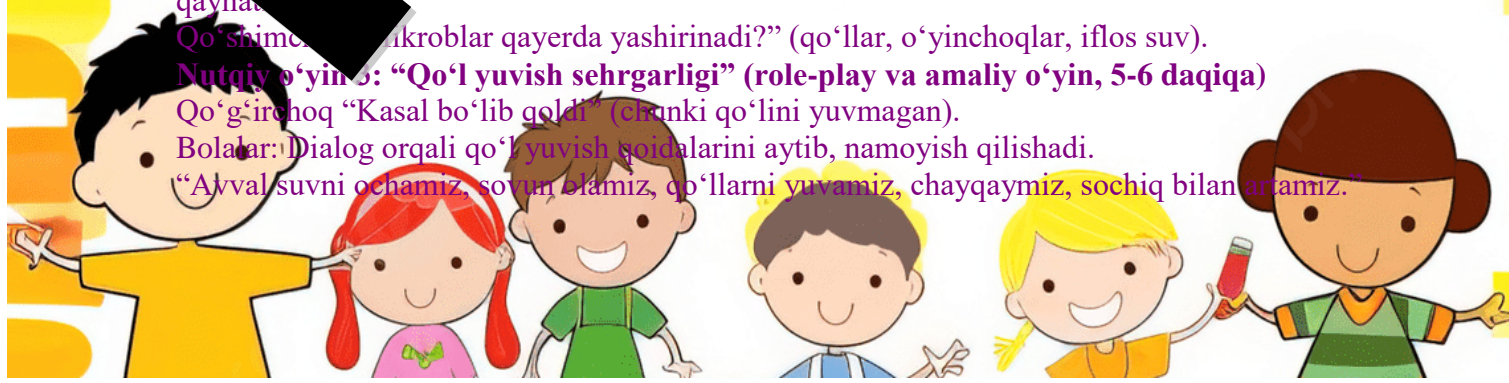 Qo‘shimcha: “Mikroblar qayerda yashirinadi?” (qo‘llar, o‘yinchoqlar, iflos suv).
Nutqiy o‘yin 3: “Qo‘l yuvish sehrgarligi” (role-play va amaliy o‘yin, 5-6 daqiqa)
Qo‘g‘irchoq “Kasal bo‘lib qoldi” (chunki qo‘lini yuvmagan).
Bolalar: Dialog orqali qo‘l yuvish qoidalarini aytib, namoyish qilishadi.
“Avval suvni ochamiz, sovun olamiz, qo‘llarni yuvamiz, chayqaymiz, sochiq bilan artamiz.”